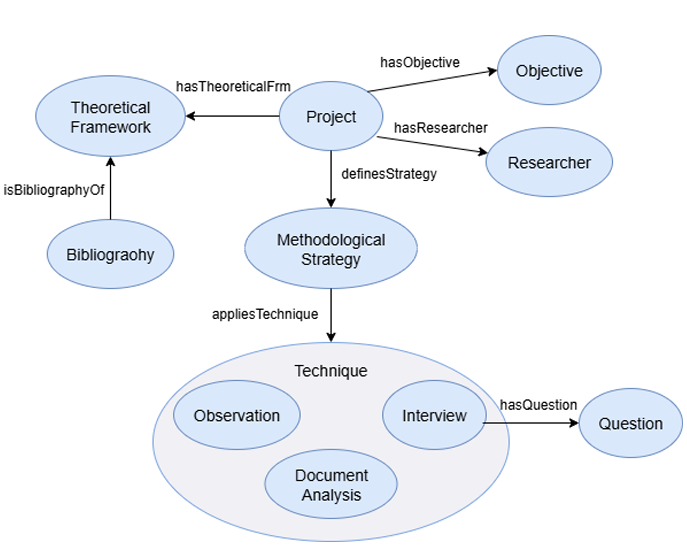 hasObjective
Objective
hasTheoreticalFrm
Theoretical
Framework
Project
hasResearcher
Researcher
definesStrategy
isBibliographyOf
Bibliograohy
Methodological
Strategy
appliesTechnique
Technique
Observation
Interview
hasQuestion
Question
Document
Analysis